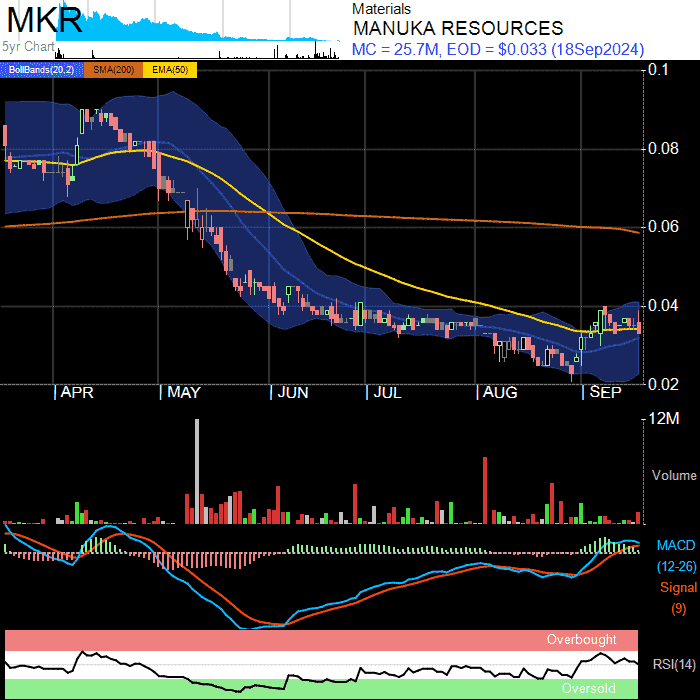 MKR
5yr Chart
Materials
MANUKA RESOURCES
MC = 25.7M, EOD = $0.033 (18Sep2024)
BollBands(20,2) SMA(200) EMA(50)
0.1
0.08
0.06
0.04
0.02
APR MAY JUN JUL AUG SEP
12M
Volume
MACD
(12-26)
Signal
(9)
Overbought
RSI(14)
Oversold